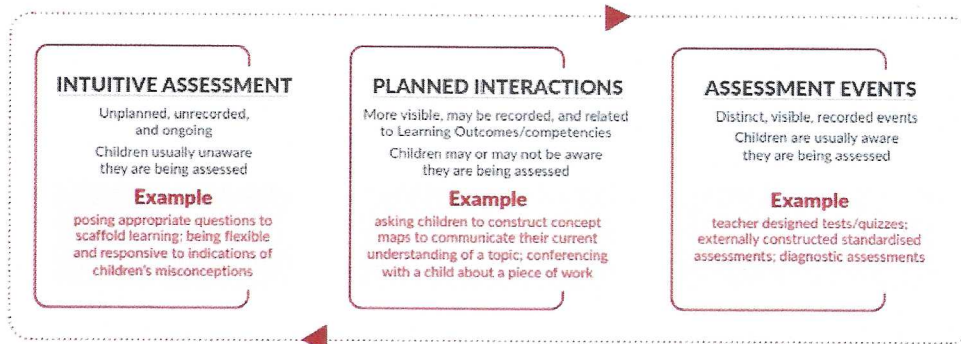 INTUITIVE ASSESSMENT
Unplanned, unrecorded,
and ongoing
Children usually unaware
they are being assessed
Example
posing appropriate questions to
scaffold learning; being flexible
and responsive to indications of
children's misconceptions
PLANNED INTERACTIONS
More visible, may be recorded, and related
to Learning Outcomes/competencies
Children may or may not be aware
they are being assessed
Example
asking children to construct concept
maps to communicate their current
understanding of a topic; conferencing
with a child about a piece of work
ASSESSMENT EVENTS
Distinct, visible, recorded events
Children are usually aware
they are being assessed
Example
teacher designed tests/quizzes;
externally constructed standardised
assessments; diagnostic assessments